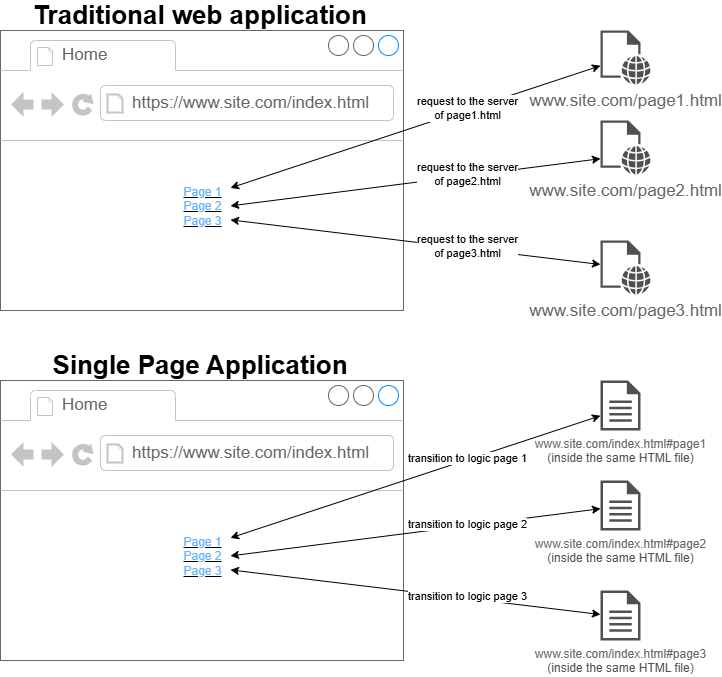 Traditional web application
Home
https://www.site.com/index.html
request to the server
of page1.html
www.site.com/page1.html
request to the server
of page2.html
www.site.com/page2.html
Page 1
Page 2
Page 3
request to the server
of page3.html
www.site.com/page3.html
Single Page Application
Home
https://www.site.com/index.html
transition to logic page 1
www.site.com/index.html#page1
(inside the same HTML file)
transition to logic page 2
www.site.com/index.html#page2
(inside the same HTML file)
Page 1
Page 2
Page 3
transition to logic page 3
www.site.com/index.html#page3
(inside the same HTML file)